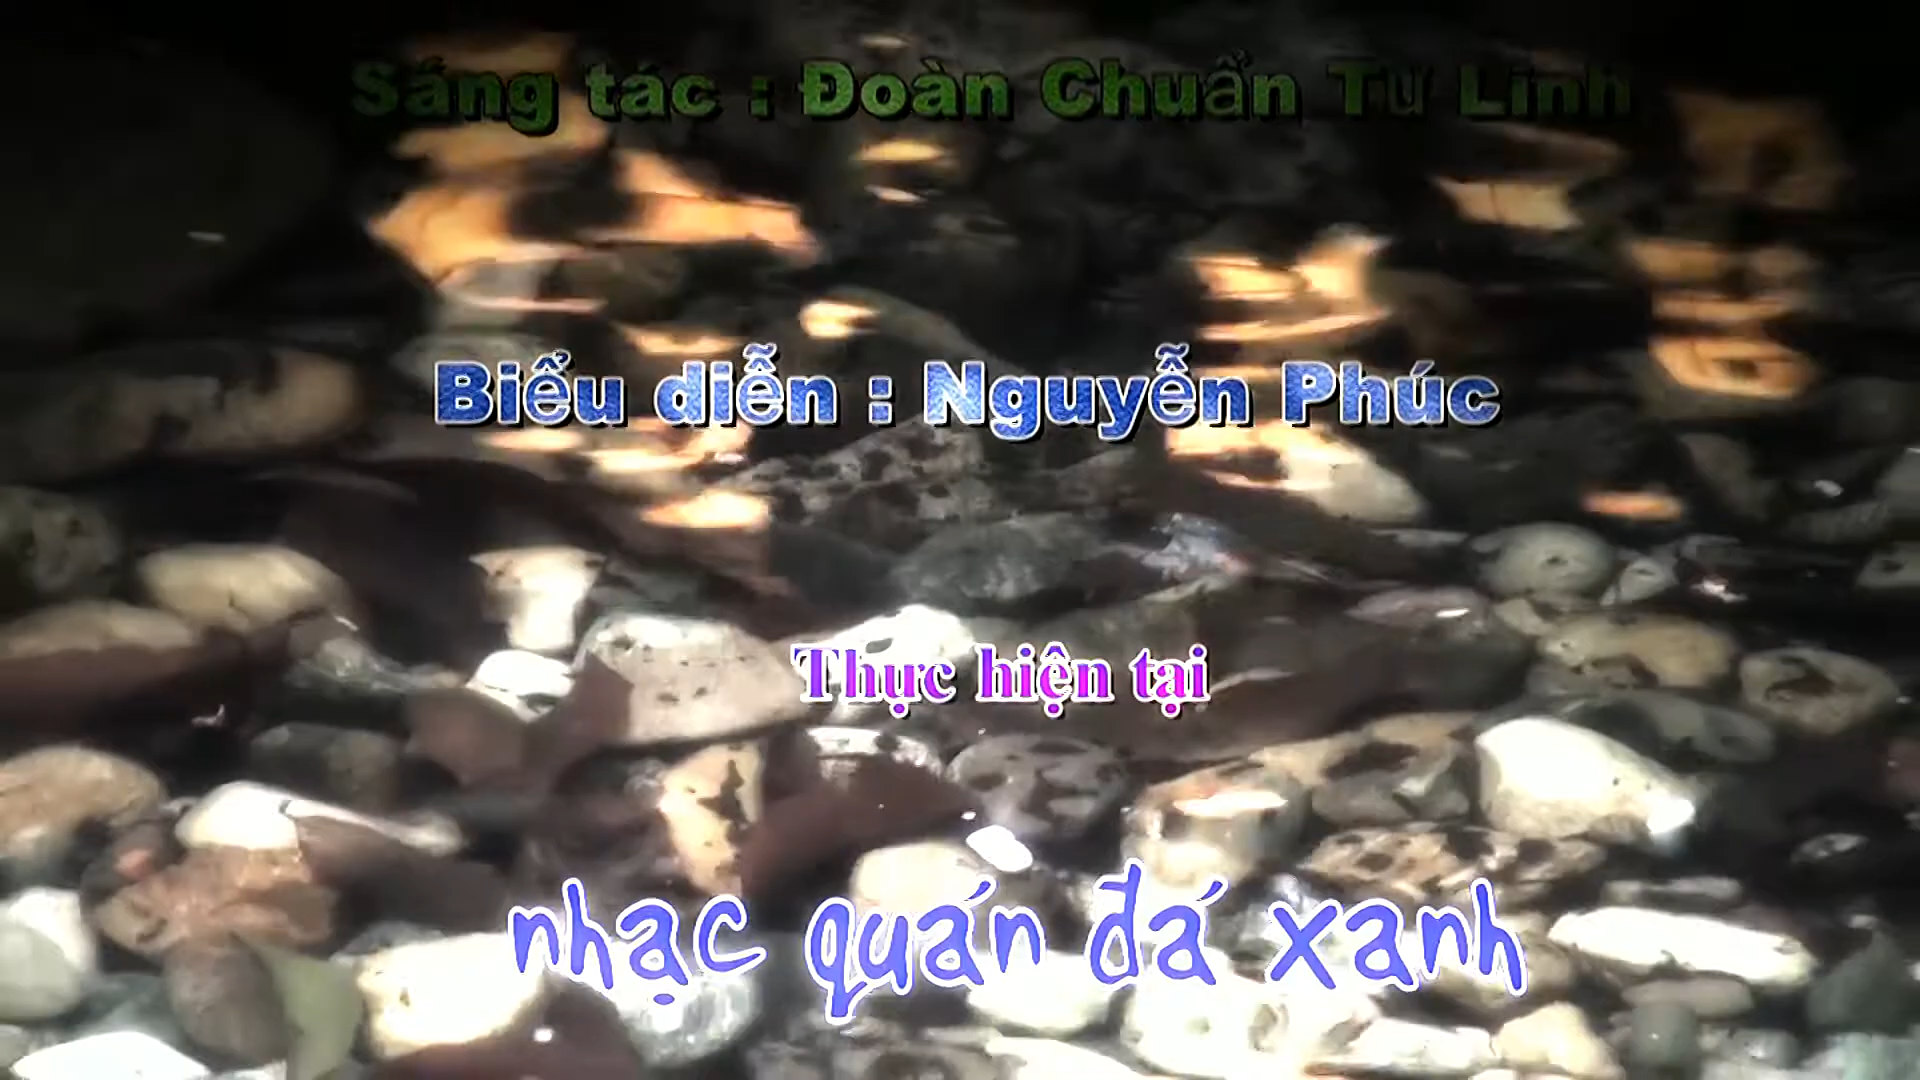 Sáng tác : Đoàn Chuẩn Từ Linh
Biểu diễn : Nguyễn Phúc
Thực hiện tại
nhạc quán đá xanh